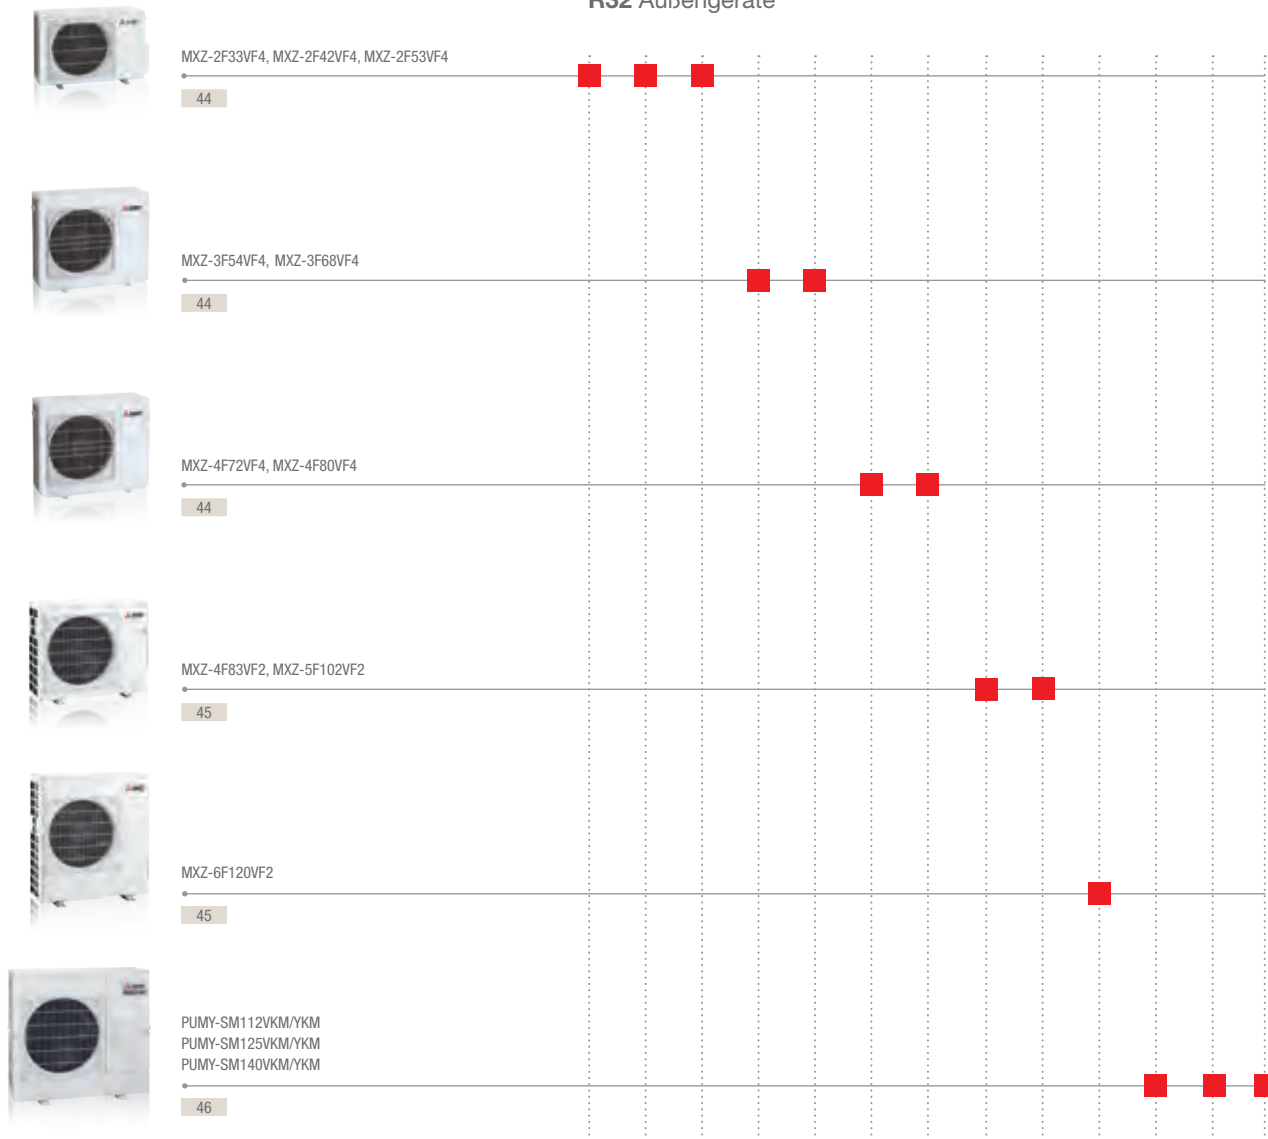 R32 Außengeräte
MXZ-2F33VF4, MXZ-2F42VF4, MXZ-2F53VF4
44
MXZ-3F54VF4, MXZ-3F68VF4
44
MXZ-4F72VF4, MXZ-4F80VF4
44
MXZ-4F83VF2, MXZ-5F102VF2
45
MXZ-6F120VF2
45
PUMY-SM112VKM/YKM
PUMY-SM125VKM/YKM
PUMY-SM140VKM/YKM
46